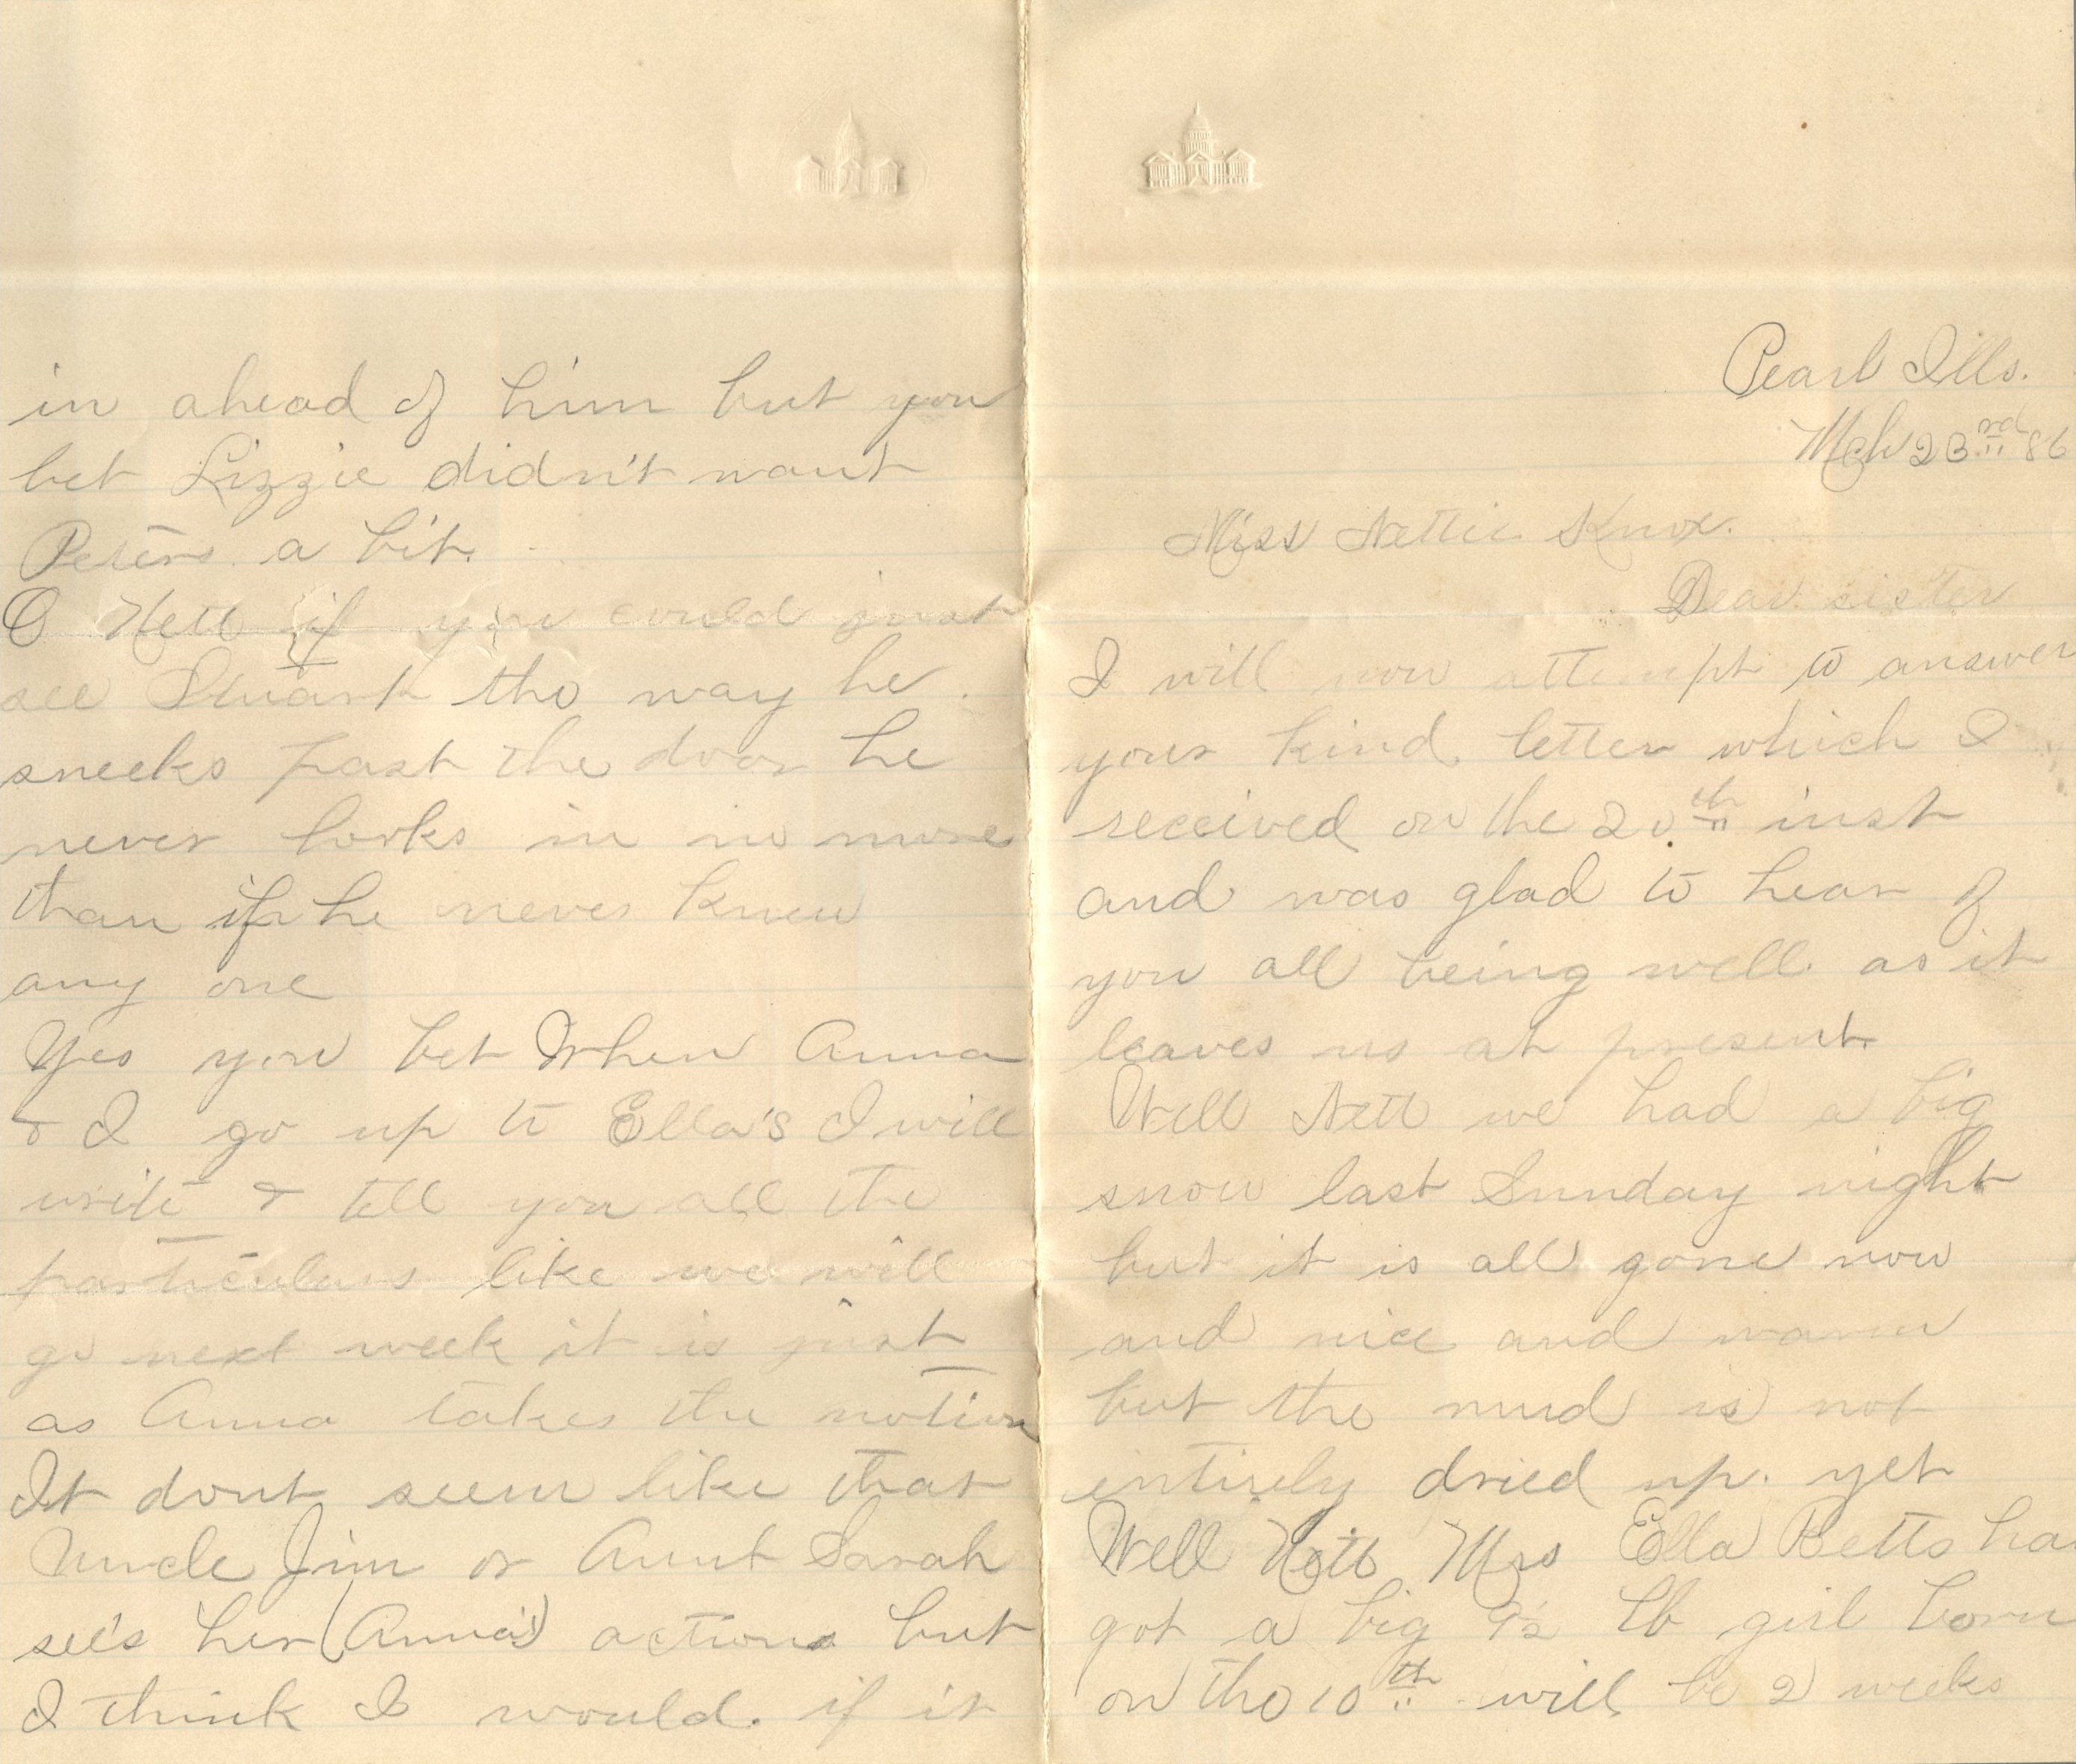 Pearl Ills.
Mch 23rd 86
Miss Nettie Knox.
Dear sister
I will now attempt to answer
your kind letter which I
received on the 20th inst
and was glad to hear of
you all being well as it
leaves us at present.
Well Nett we had a big
snow last Sunday night
but it is all gone now
and nice and warm
but the mud is not
entirely dried up. yet
Well Nett Mrs Ella Betts has
got a big 9½ lb girl born
on the 10th will be 2 weeks
in ahead of him but you
bet Lizzie didn't want
Peters a bit.
O Nett if you could just
see Stuart the way he
sneeks past the door he
never looks in no more
than if he never knew
any one
Yes you bet When Anna
& I go up to Ella's I will
write & tell you all the
particulars like we will
go next week it is just
as Anna takes the notion
It dont seem like that
Uncle Jim or Aunt Sarah
see's her (Anna's) actions but
I think I would. if it